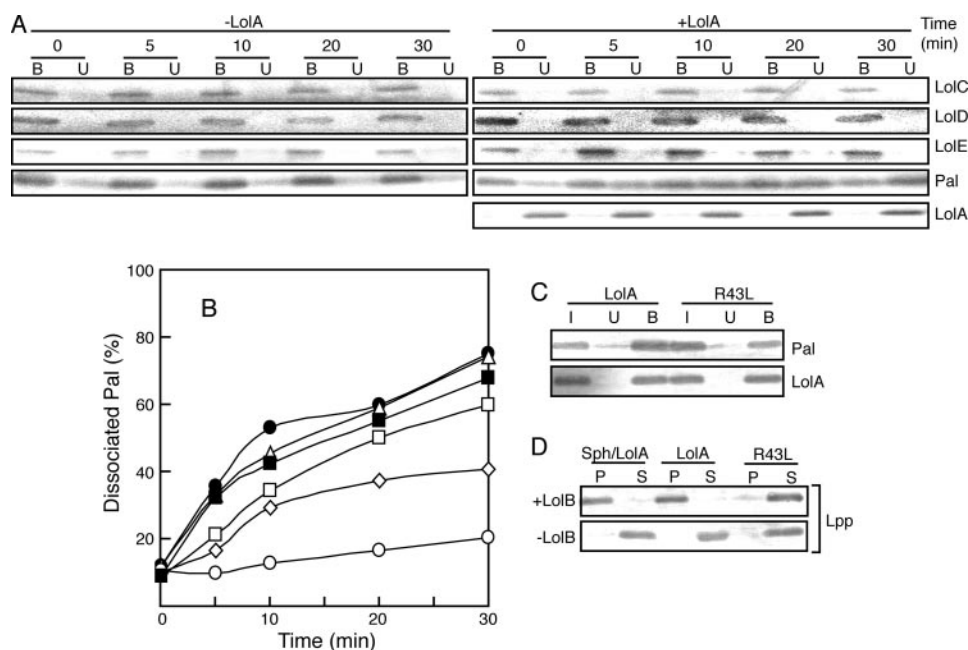 A
-LolA
+LolA
Time
(min)
0 5 10 20 30
0 5 10 20 30
B U B U B U B U B U
B U B U B U B U B U
LolC
LolD
LolE
Pal
LolA
B
Dissociated Pal (%)
100
80
60
40
20
0 10 20 30
Time (min)
C
LolA R43L
I U B I U B
Pal
LolA
D
Sph/LolA LolA R43L
P S P S P S
+LolB
-LolB
Lpp